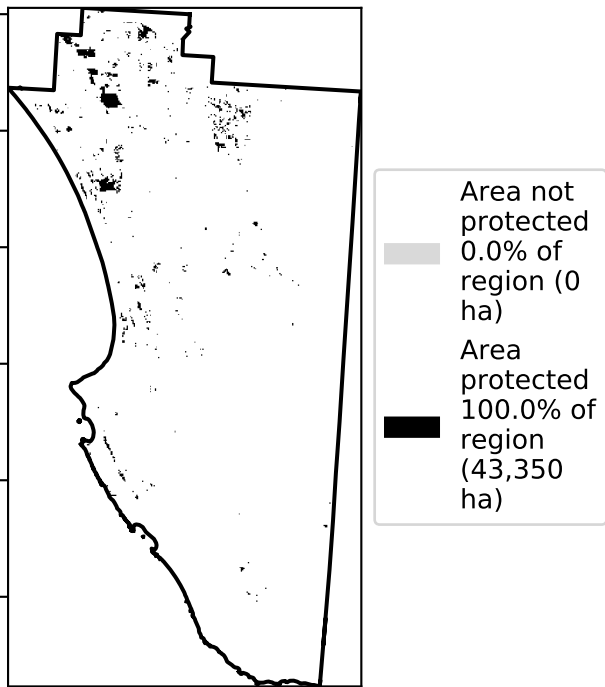 Area not
protected
0.0% of
region (0
ha)
Area
protected
100.0% of
region
(43,350
ha)